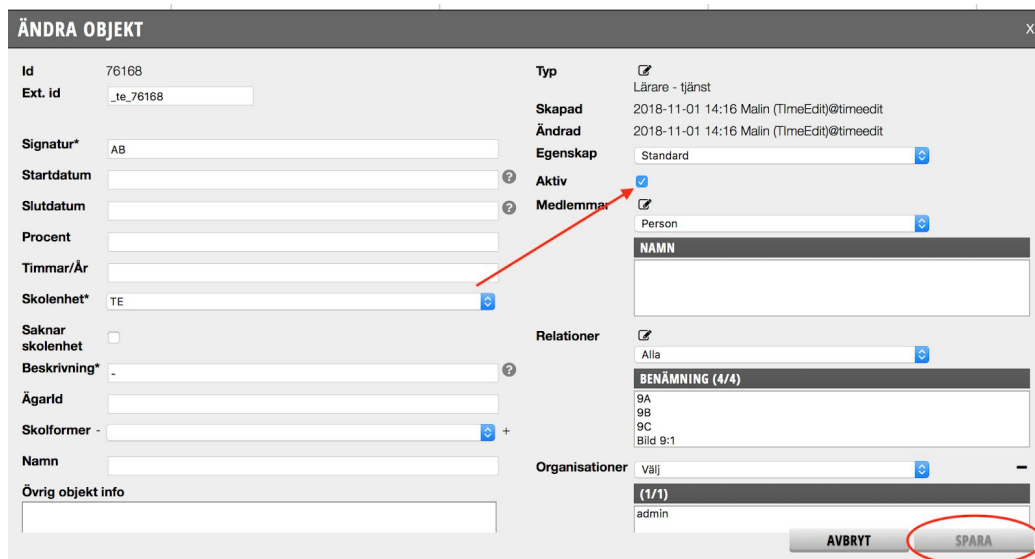 ÄNDRA OBJEKT
X
Id 76168
Ext. id _te_76168
Signatur* AB
Startdatum ?
Slutdatum ?
Procent
Timmar/År
Skolenhet* TE
Saknar
skolenhet
Beskrivning* - ?
ÄgarId
Skolformer - +
Namn
Övrig objekt info
Typ
Lärare - tjänst
Skapad 2018-11-01 14:16 Malin (TImeEdit)@timeedit
Ändrad 2018-11-01 14:16 Malin (TImeEdit)@timeedit
Egenskap Standard
Aktiv
Medlemmar
Person
NAMN
Relationer
Alla
BENÄMNING (4/4)
9A
9B
9C
Bild 9:1
Organisationer Välj –
(1/1)
admin
AVBRYT SPARA